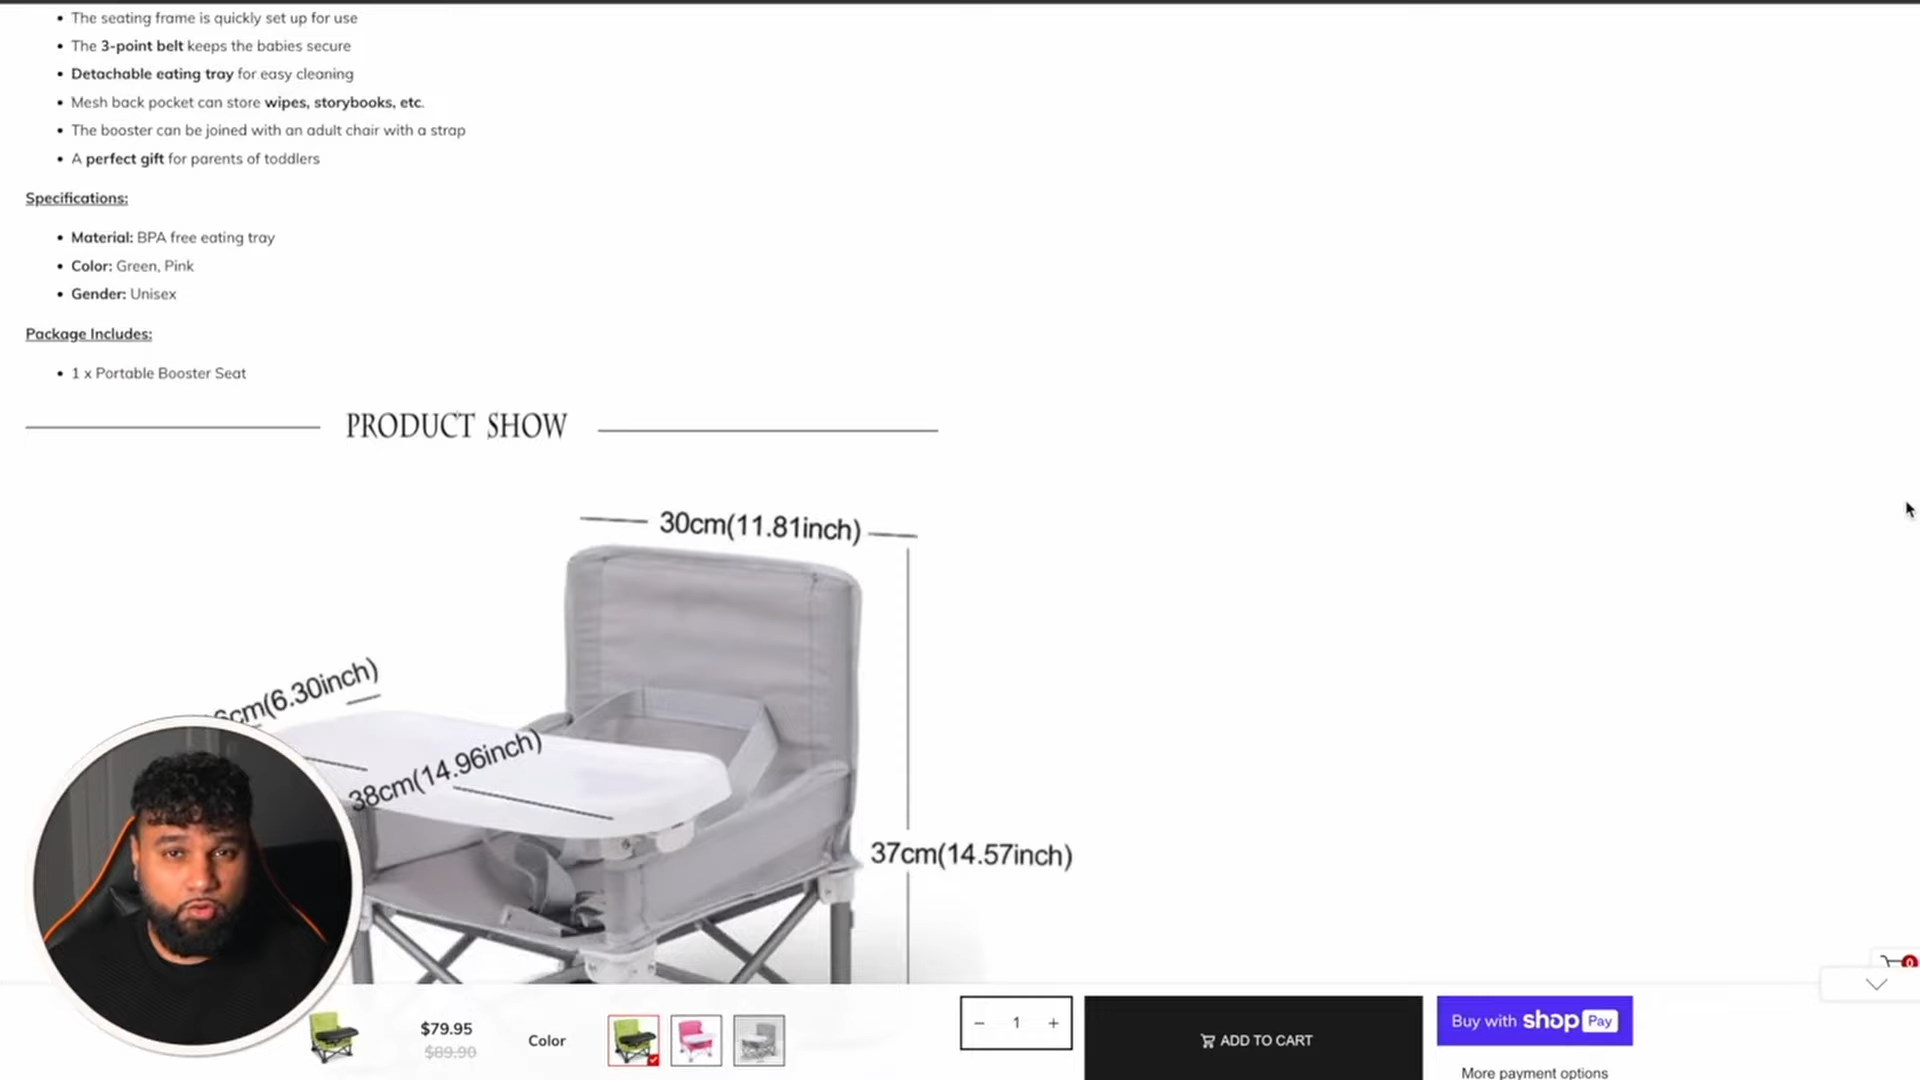 The seating frame is quickly set up for use
The 3-point belt keeps the babies secure
Detachable eating tray for easy cleaning
Mesh back pocket can store wipes, storybooks, etc.
The booster can be joined with an adult chair with a strap
A perfect gift for parents of toddlers
Specifications:
Material: BPA free eating tray
Color: Green, Pink
Gender: Unisex
Package Includes:
1 x Portable Booster Seat
PRODUCT SHOW
30cm(11.81inch)
6cm(6.30inch)
38cm(14.96inch)
37cm(14.57inch)
0
$79.95
$89.90
Color
− 1 +
ADD TO CART
Buy with shop Pay
More payment options